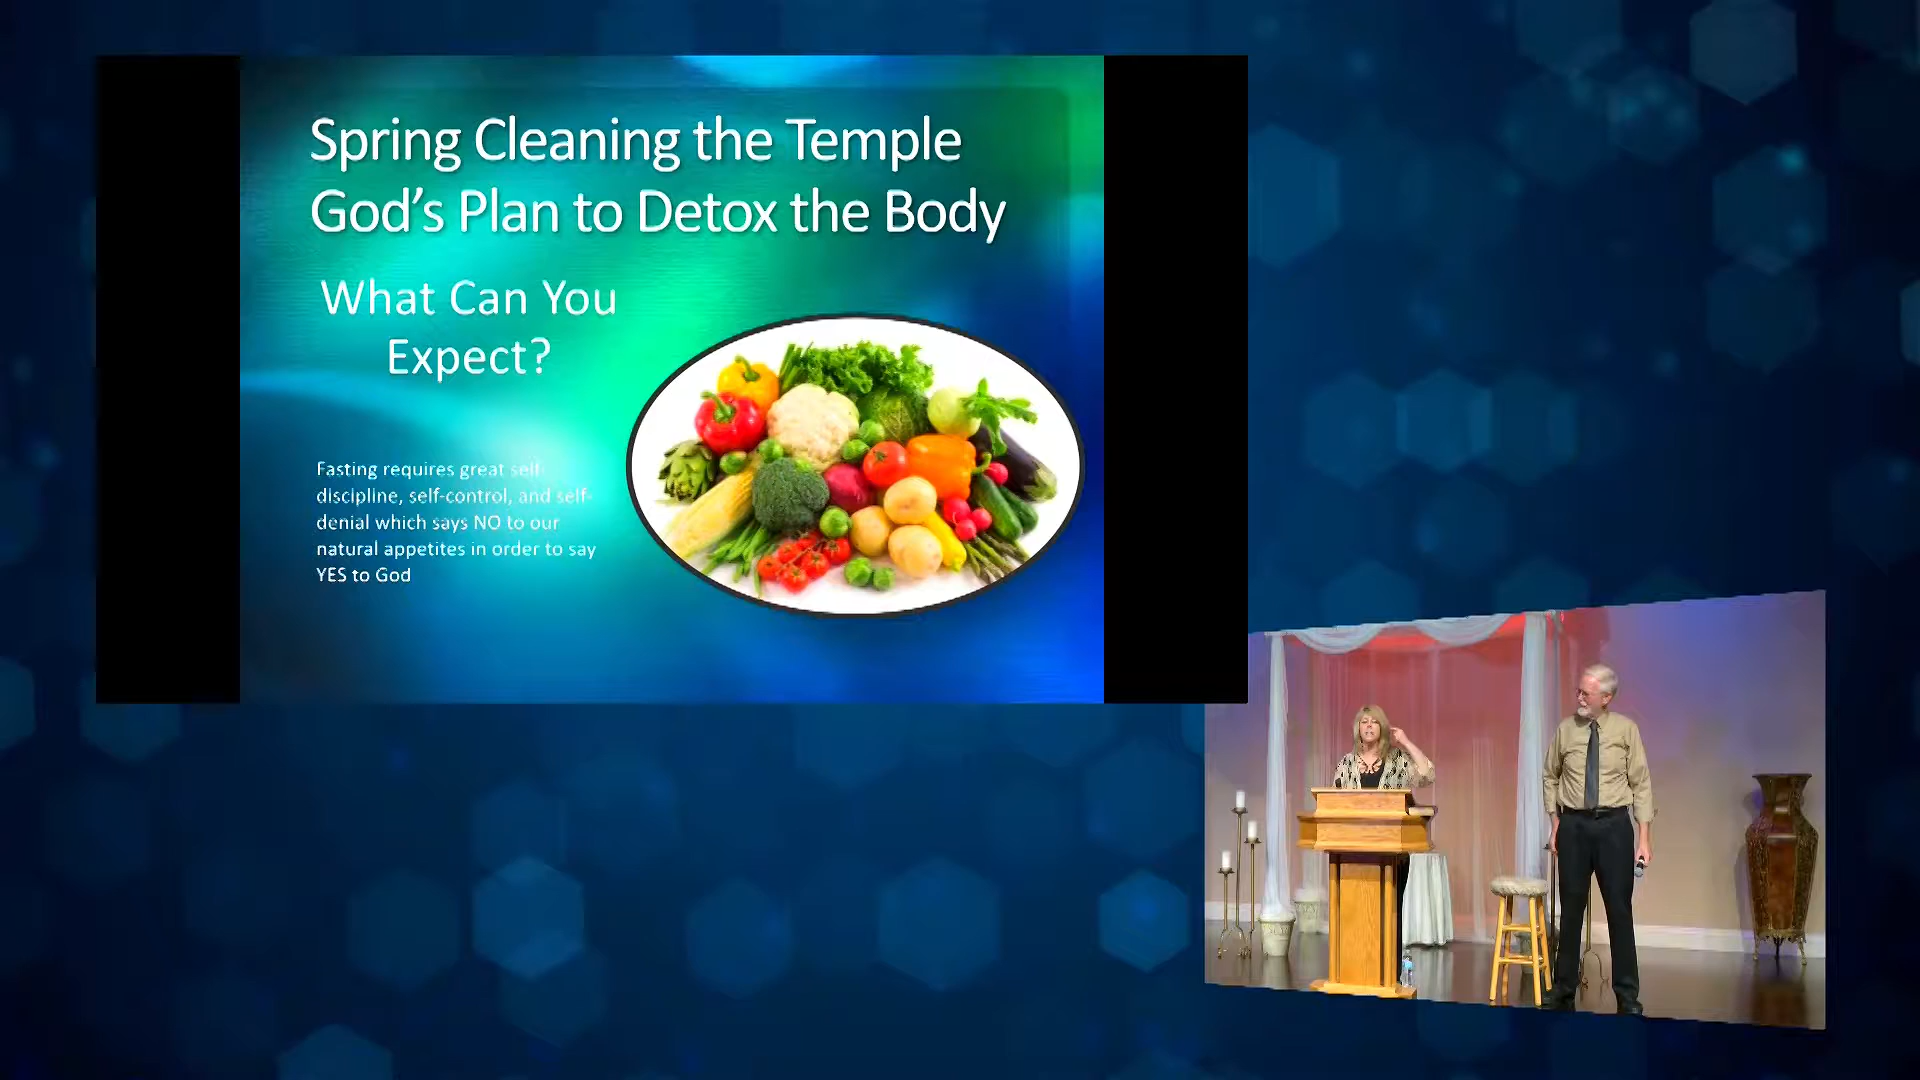 Spring Cleaning the Temple
God's Plan to Detox the Body
What Can You
Expect?
Fasting requires great self-
discipline, self-control, and self-
denial which says NO to our
natural appetites in order to say
YES to God